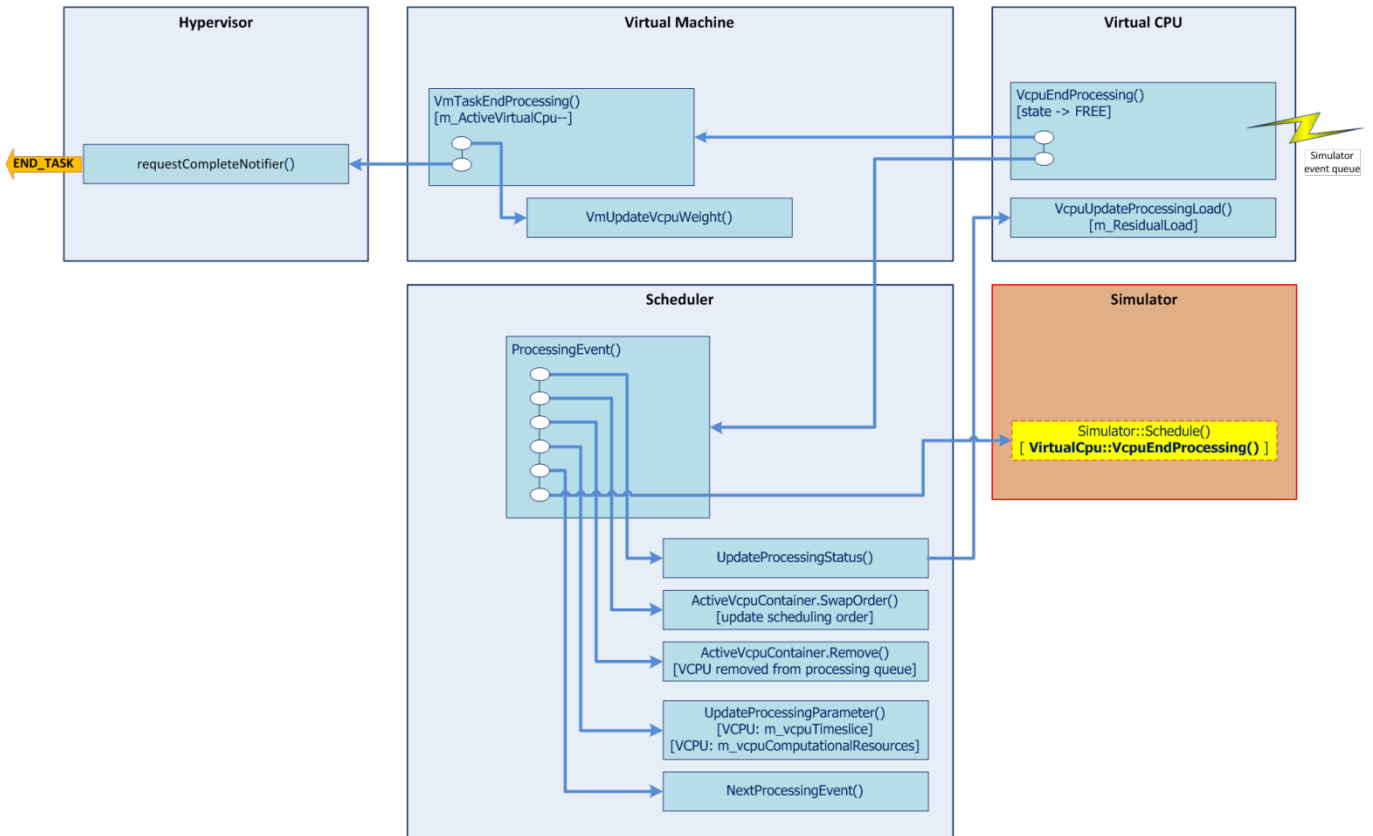 Hypervisor
Virtual Machine
Virtual CPU
VmTaskEndProcessing()
[m_ActiveVirtualCpu--]
VcpuEndProcessing()
[state -> FREE]
END_TASK
requestCompleteNotifier()
Simulator
event queue
VmUpdateVcpuWeight()
VcpuUpdateProcessingLoad()
[m_ResidualLoad]
Scheduler
Simulator
ProcessingEvent()
Simulator::Schedule()
[ VirtualCpu::VcpuEndProcessing() ]
UpdateProcessingStatus()
ActiveVcpuContainer.SwapOrder()
[update scheduling order]
ActiveVcpuContainer.Remove()
[VCPU removed from processing queue]
UpdateProcessingParameter()
[VCPU: m_vcpuTimeslice]
[VCPU: m_vcpuComputationalResources]
NextProcessingEvent()